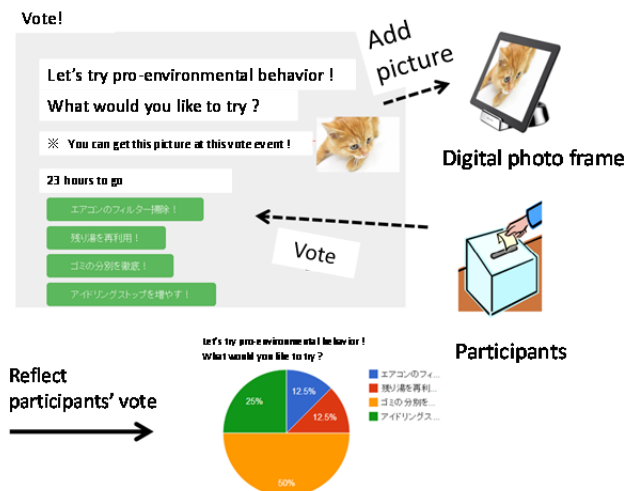 Vote!
Let's try pro-environmental behavior !
What would you like to try ?
※ You can get this picture at this vote event !
23 hours to go
エアコンのフィルター掃除！
残り湯を再利用！
ゴミの分別を徹底！
アイドリングストップを増やす！
Add
picture
Digital photo frame
Vote
Participants
Reflect
participants' vote
Let's try pro-environmental behavior !
What would you like to try ?
12.5%
12.5%
50%
25%
エアコンのフィ...
残り湯を再利...
ゴミの分別を...
アイドリングス...